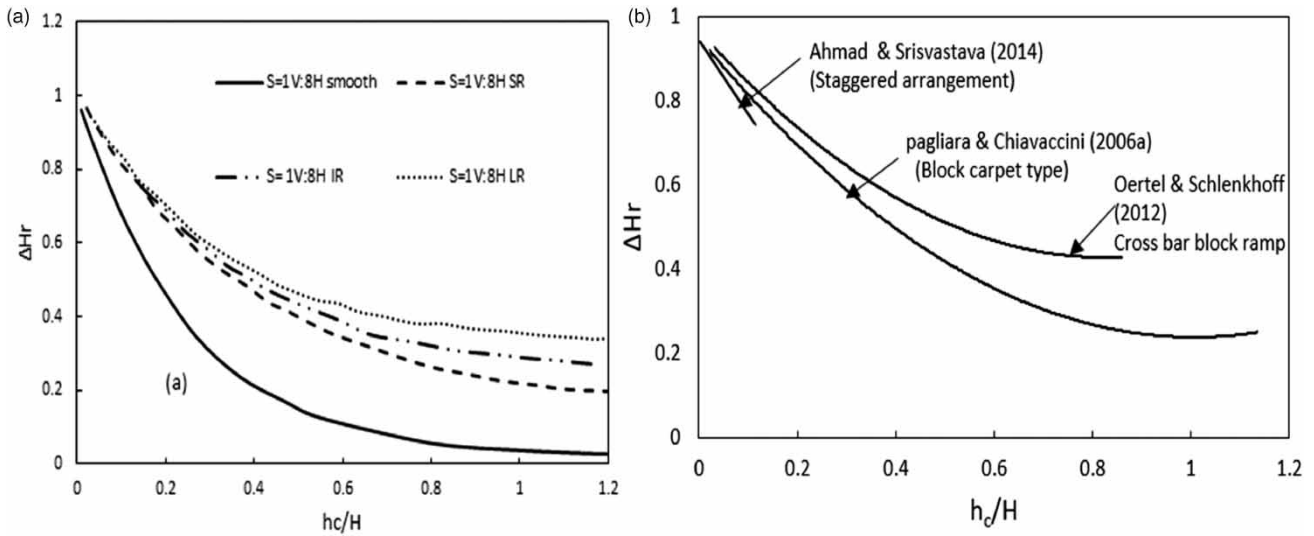 (a)
1.2
S=1V:8H smooth
S=1V:8H SR
1
S= 1V:8H IR
S=1V:8H LR
0.8
0.6
ΔHr
0.4
0.2
(a)
0
0
0.2
0.4
0.6
0.8
1
1.2
hc/H
(b)
1
Ahmad & Srisvastava (2014)
(Staggered arrangement)
0.8
pagliara & Chiavaccini (2006a)
(Block carpet type)
0.6
Oertel & Schlenkhoff
(2012)
Cross bar block ramp
ΔHr
0.4
0.2
0
0
0.2
0.4
0.6
0.8
1
1.2
hc/H